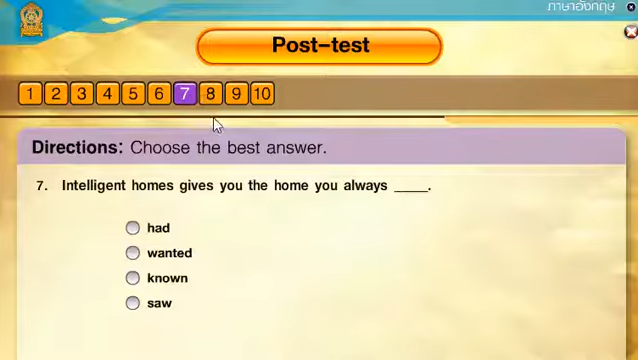 ภาษาอังกฤษ
Post-test
1 2 3 4 5 6 7 8 9 10
Directions: Choose the best answer.
7. Intelligent homes gives you the home you always ____.
had
wanted
known
saw